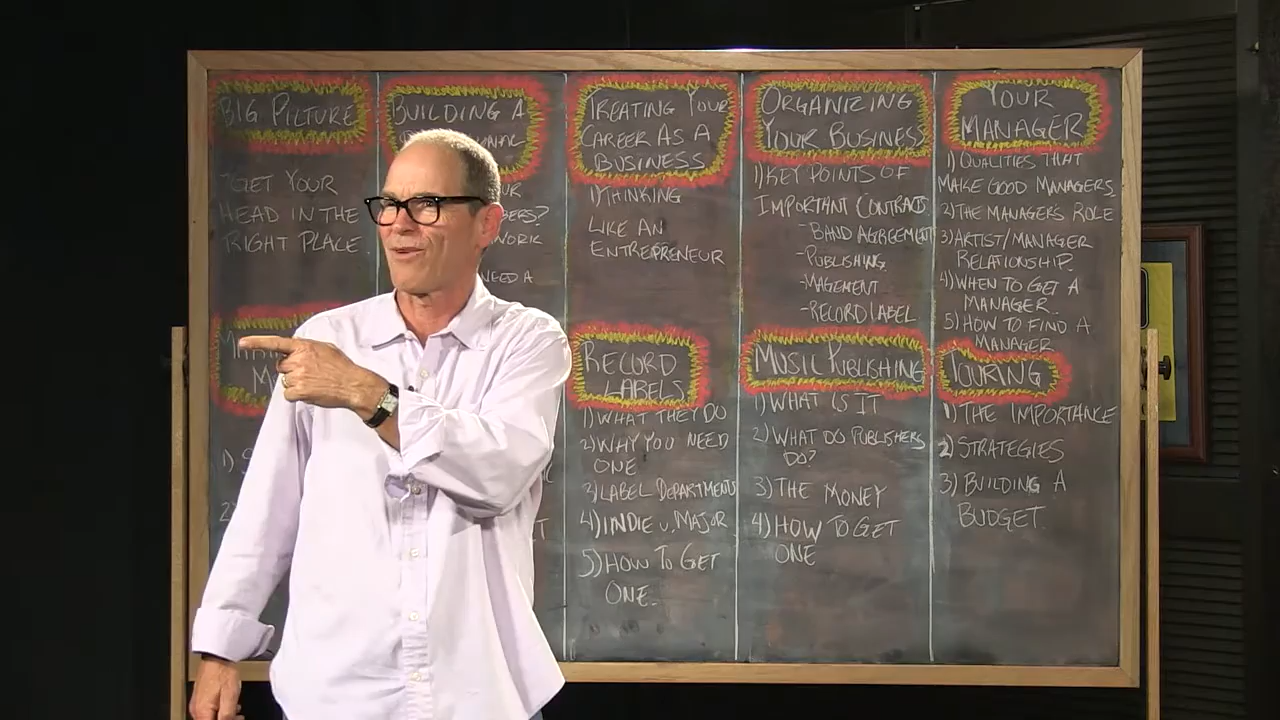 BIG PICTURE
GET YOUR
HEAD IN THE
RIGHT PLACE
BUILDING A
WORK
NEED A
TREATING YOUR
CAREER AS A
BUSINESS
1) THINKING
LIKE AN
ENTREPRENEUR
ORGANIZING
YOUR BUSINESS
1) KEY POINTS OF
IMPORTANT CONTRACTS
- BAND AGREEMENT
- PUBLISHING
- MAGEMENT
- RECORD LABEL
YOUR
MANAGER
1) QUALITIES THAT
MAKE GOOD MANAGERS
2) THE MANAGER'S ROLE
3) ARTIST/MANAGER
RELATIONSHIP.
4) WHEN TO GET A
MANAGER
5) HOW TO FIND A
MANAGER
1) S
2)
RECORD
LABELS
1) WHAT THEY DO
2) WHY YOU NEED
ONE
3) LABEL DEPARTMENTS
4) INDIE v. MAJOR
5) HOW TO GET
ONE.
MUSIC PUBLISHING
1) WHAT IS IT
2) WHAT DO PUBLISHERS
DO?
3) THE MONEY
4) HOW TO GET
ONE
TOURING
1) THE IMPORTANCE
2) STRATEGIES
3) BUILDING A
BUDGET.